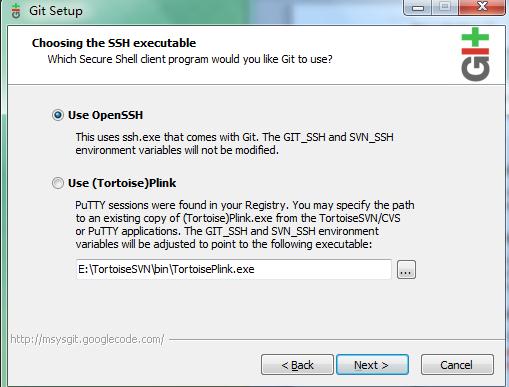 Git Setup
Choosing the SSH executable
Which Secure Shell client program would you like Git to use?
Git
Use OpenSSH
This uses ssh.exe that comes with Git. The GIT_SSH and SVN_SSH
environment variables will not be modified.
Use (Tortoise)Plink
PuTTY sessions were found in your Registry. You may specify the path
to an existing copy of (Tortoise)Plink.exe from the TortoiseSVN/CVS
or PuTTY applications. The GIT_SSH and SVN_SSH environment
variables will be adjusted to point to the following executable:
E:\TortoiseSVN\bin\TortoisePlink.exe
...
http://msysgit.googlecode.com/
< Back
Next >
Cancel